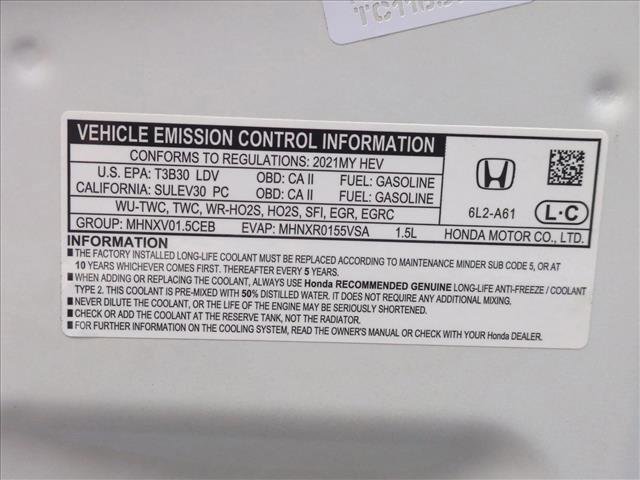 VEHICLE EMISSION CONTROL INFORMATION
CONFORMS TO REGULATIONS: 2021MY HEV
U.S. EPA: T3B30 LDV OBD: CA II FUEL: GASOLINE
CALIFORNIA: SULEV30 PC OBD: CA II FUEL: GASOLINE
WU-TWC, TWC, WR-HO2S, HO2S, SFI, EGR, EGRC
GROUP: MHNXV01.5CEB EVAP: MHNXR0155VSA 1.5L
6L2-A61 L·C
HONDA MOTOR CO., LTD.
INFORMATION
■THE FACTORY INSTALLED LONG-LIFE COOLANT MUST BE REPLACED ACCORDING TO MAINTENANCE MINDER SUB CODE 5, OR AT
10 YEARS WHICHEVER COMES FIRST. THEREAFTER EVERY 5 YEARS.
■WHEN ADDING OR REPLACING THE COOLANT, ALWAYS USE Honda RECOMMENDED GENUINE LONG-LIFE ANTI-FREEZE / COOLANT
TYPE 2. THIS COOLANT IS PRE-MIXED WITH 50% DISTILLED WATER. IT DOES NOT REQUIRE ANY ADDITIONAL MIXING.
■NEVER DILUTE THE COOLANT, OR THE LIFE OF THE ENGINE MAY BE SERIOUSLY SHORTENED.
■CHECK OR ADD THE COOLANT AT THE RESERVE TANK, NOT THE RADIATOR.
■FOR FURTHER INFORMATION ON THE COOLING SYSTEM, READ THE OWNER'S MANUAL OR CHECK WITH YOUR Honda DEALER.